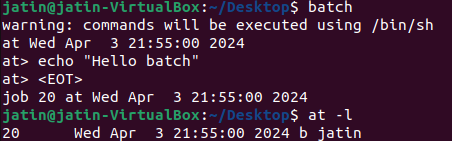 jatin@jatin-VirtualBox:~/Desktop$ batch
warning: commands will be executed using /bin/sh
at Wed Apr  3 21:55:00 2024
at> echo "Hello batch"
at> <EOT>
job 20 at Wed Apr  3 21:55:00 2024
jatin@jatin-VirtualBox:~/Desktop$ at -l
20      Wed Apr  3 21:55:00 2024 b jatin